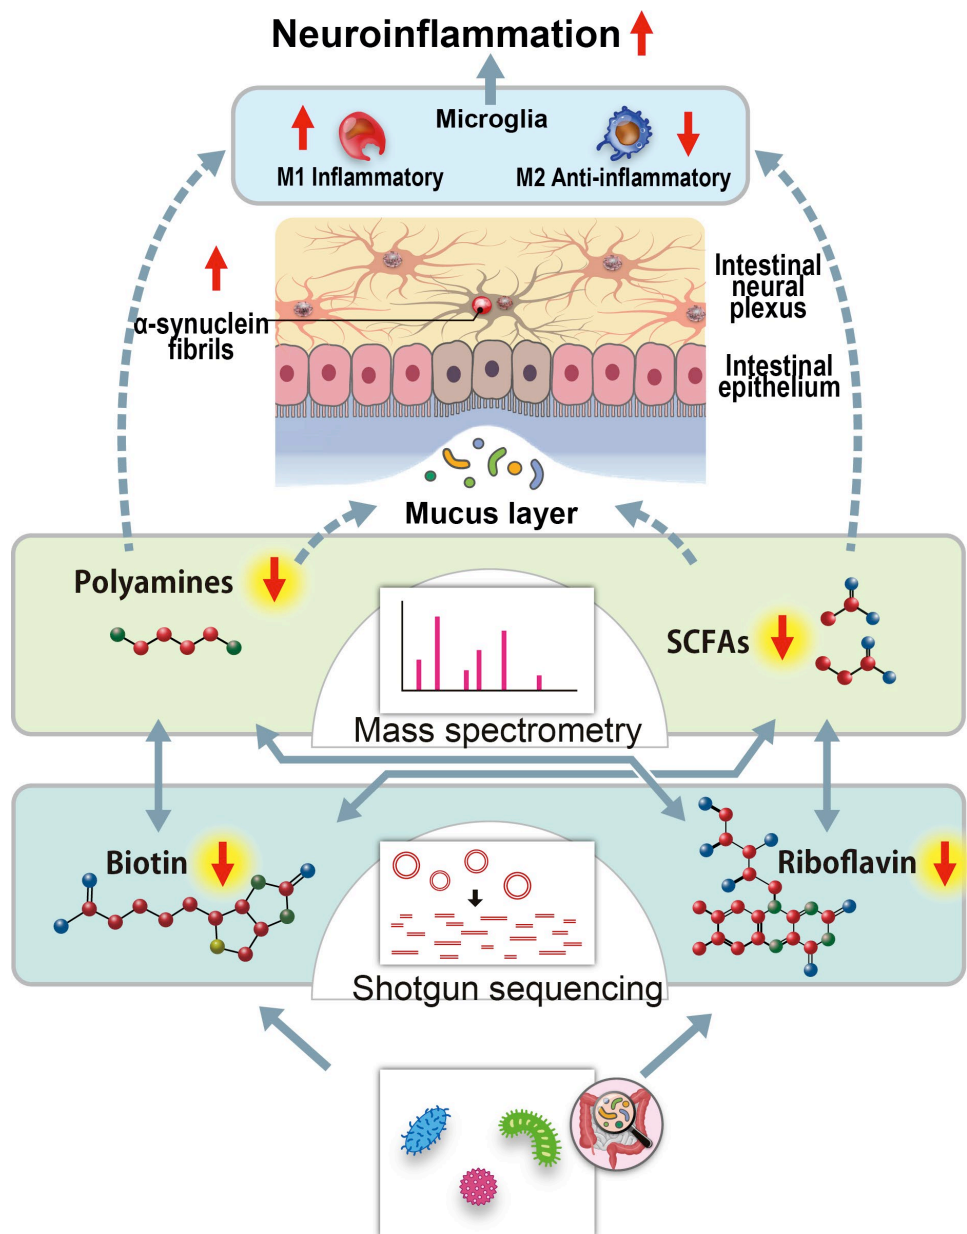 Neuroinflammation
Microglia
M1 Inflammatory
M2 Anti-inflammatory
α-synuclein
fibrils
Intestinal
neural
plexus
Intestinal
epithelium
Mucus layer
Polyamines
SCFAs
Mass spectrometry
Biotin
Riboflavin
Shotgun sequencing